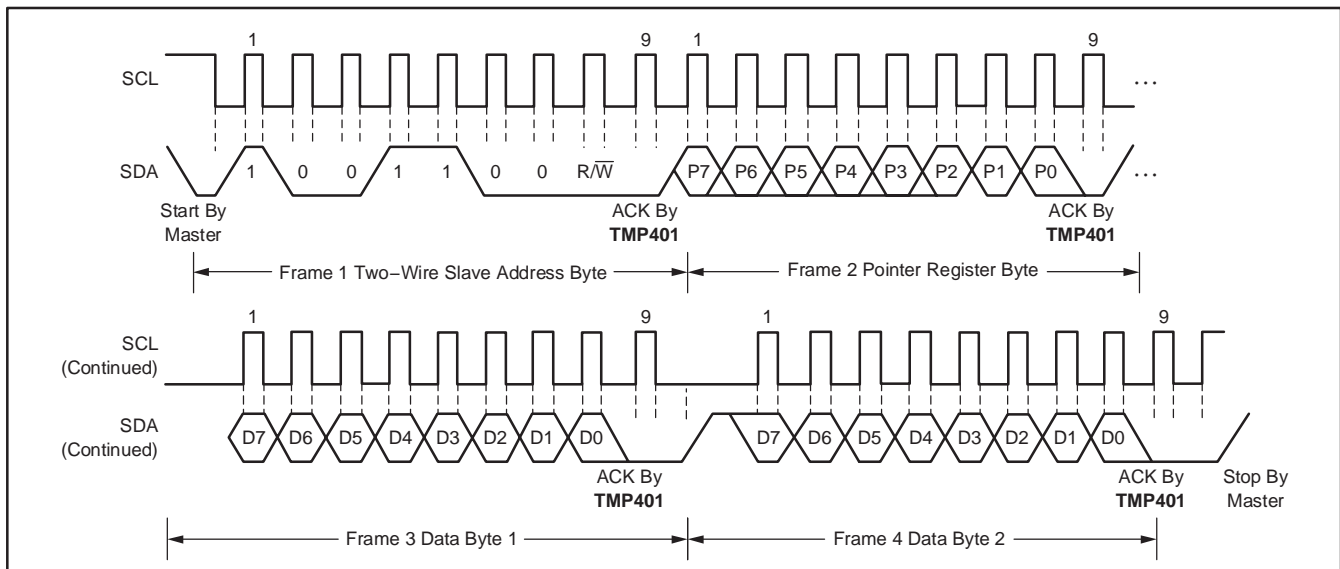 1 9 1 9
SCL ...
SDA 1 0 0 1 1 0 0 R/W̅ P7 P6 P5 P4 P3 P2 P1 P0 ...
Start By Master
ACK By TMP401
ACK By TMP401
Frame 1 Two−Wire Slave Address Byte
Frame 2 Pointer Register Byte
1 9 1 9
SCL (Continued)
SDA (Continued) D7 D6 D5 D4 D3 D2 D1 D0 D7 D6 D5 D4 D3 D2 D1 D0
ACK By TMP401
ACK By TMP401
Stop By Master
Frame 3 Data Byte 1
Frame 4 Data Byte 2